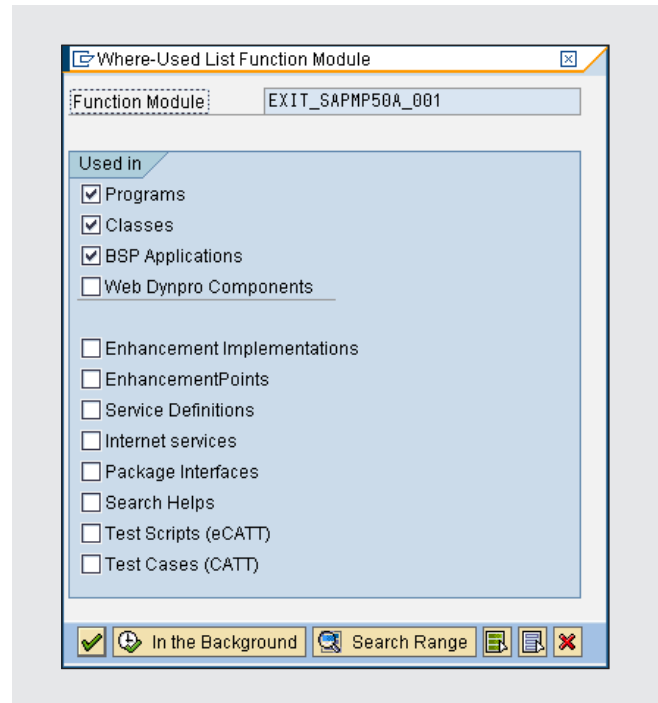 Where-Used List Function Module
Function Module EXIT_SAPMP50A_001
Used in
Programs
Classes
BSP Applications
Web Dynpro Components
Enhancement Implementations
EnhancementPoints
Service Definitions
Internet services
Package Interfaces
Search Helps
Test Scripts (eCATT)
Test Cases (CATT)
In the Background Search Range